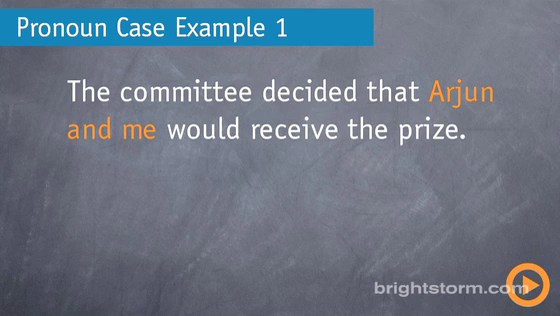 Pronoun Case Example 1
The committee decided that Arjun
and me would receive the prize.
brightstorm.com